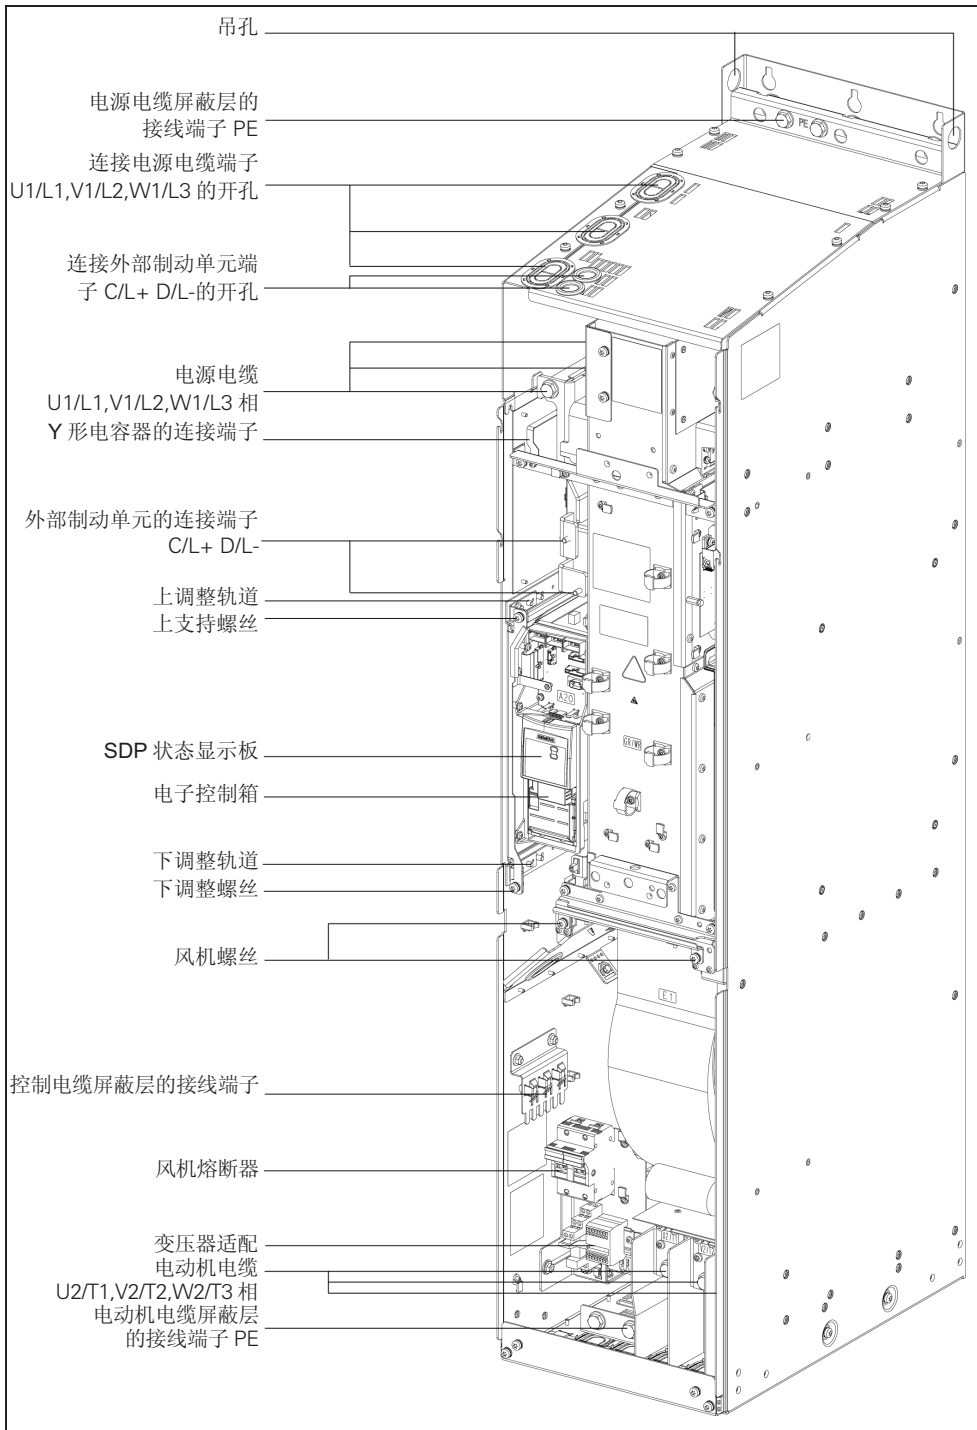 吊孔
电源电缆屏蔽层的
接线端子 PE
连接电源电缆端子
U1/L1,V1/L2,W1/L3 的开孔
连接外部制动单元端
子 C/L+ D/L-的开孔
电源电缆
U1/L1,V1/L2,W1/L3 相
Y 形电容器的连接端子
外部制动单元的连接端子
C/L+ D/L-
上调整轨道
上支持螺丝
SDP 状态显示板
电子控制箱
下调整轨道
下调整螺丝
风机螺丝
控制电缆屏蔽层的接线端子
风机熔断器
变压器适配
电动机电缆
U2/T1,V2/T2,W2/T3 相
电动机电缆屏蔽层
的接线端子 PE
PE
A20
SIEMENS
GR/WR
E1